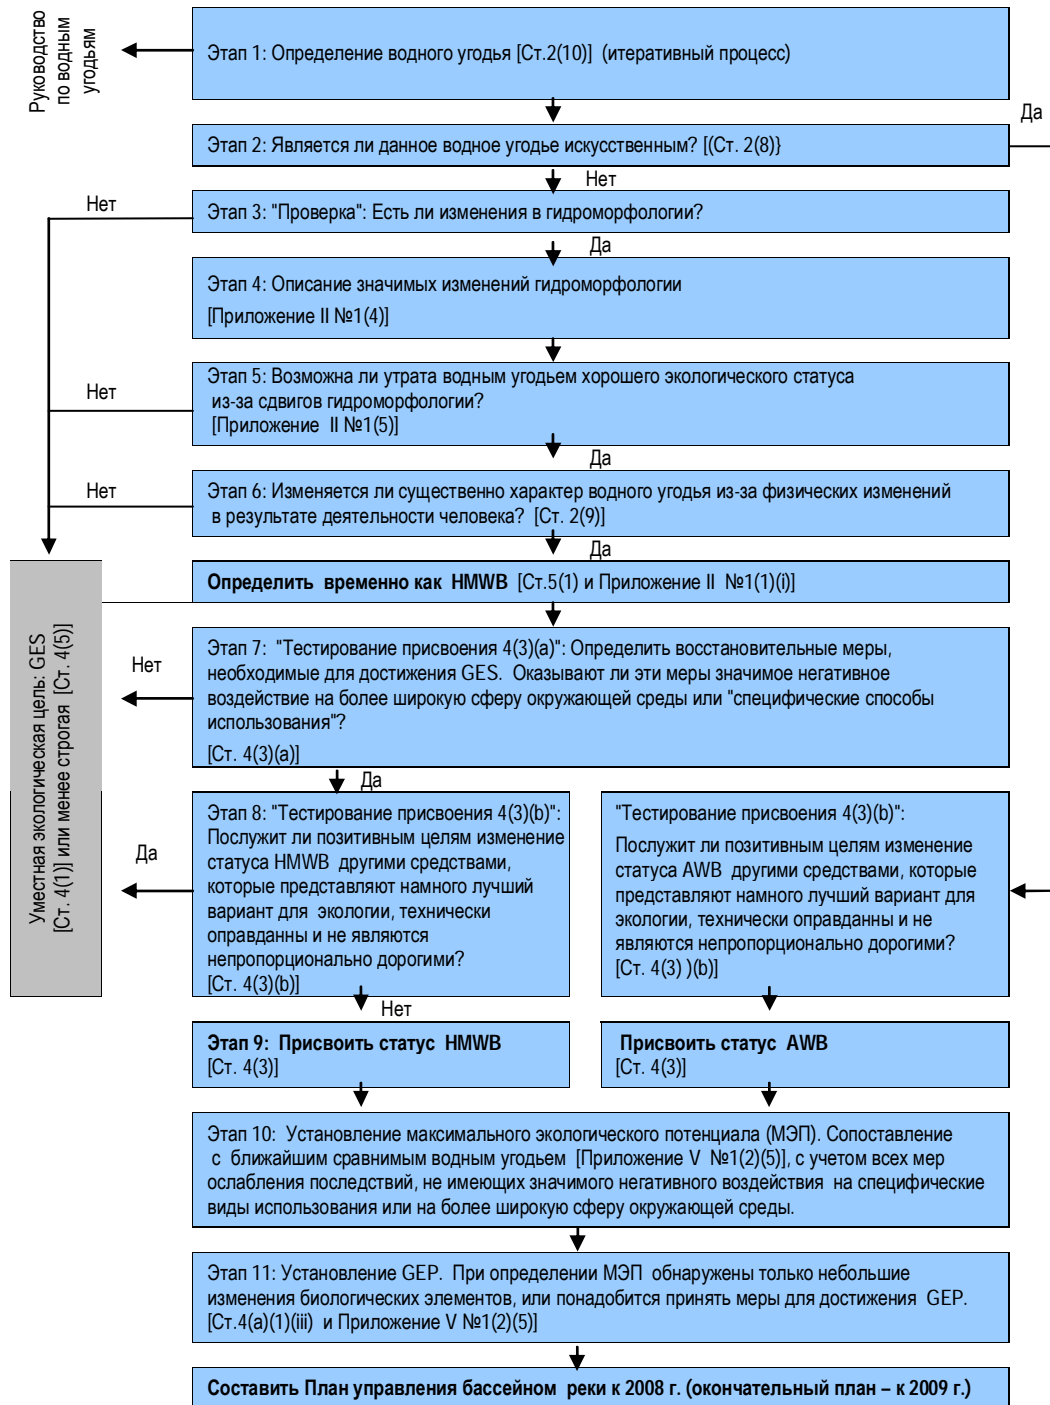 Руководство
по водным
угодьям
Этап 1: Определение водного угодья [Ст.2(10)] (итеративный процесс)
Да
Этап 2: Является ли данное водное угодье искусственным? [(Ст. 2(8)}
Нет
Нет
Этап 3: "Проверка": Есть ли изменения в гидроморфологии?
Да
Этап 4: Описание значимых изменений гидроморфологии
[Приложение II №1(4)]
Нет
Этап 5: Возможна ли утрата водным угодьем хорошего экологического статуса
из-за сдвигов гидроморфологии?
[Приложение II №1(5)]
Да
Нет
Этап 6: Изменяется ли существенно характер водного угодья из-за физических изменений
в результате деятельности человека? [Ст. 2(9)]
Да
Определить временно как HMWB [Ст.5(1) и Приложение II №1(1)(i)]
Уместная экологическая цель: GES
[Ст. 4(1)] или менее строгая [Ст. 4(5)]
Нет
Этап 7: "Тестирование присвоения 4(3)(a)": Определить восстановительные меры,
необходимые для достижения GES. Оказывают ли эти меры значимое негативное
воздействие на более широкую сферу окружающей среды или "специфические способы
использования"?
[Ст. 4(3)(a)]
Да
Да
Этап 8: "Тестирование присвоения 4(3)(b)":
Послужит ли позитивным целям изменение
статуса HMWB другими средствами,
которые представляют намного лучший
вариант для экологии, технически
оправданны и не являются
непропорционально дорогими?
[Ст. 4(3)(b)]
"Тестирование присвоения 4(3)(b)":
Послужит ли позитивным целям изменение
статуса AWB другими средствами, которые
представляют намного лучший вариант для
экологии, технически оправданны и не
являются непропорционально дорогими?
[Ст. 4(3) )(b)]
Нет
Этап 9: Присвоить статус HMWB
[Ст. 4(3)]
Присвоить статус AWB
[Ст. 4(3)]
Этап 10: Установление максимального экологического потенциала (МЭП). Сопоставление
с ближайшим сравнимым водным угодьем [Приложение V №1(2)(5)], с учетом всех мер
ослабления последствий, не имеющих значимого негативного воздействия на специфические
виды использования или на более широкую сферу окружающей среды.
Этап 11: Установление GEP. При определении МЭП обнаружены только небольшие
изменения биологических элементов, или понадобится принять меры для достижения GEP.
[Ст.4(a)(1)(iii) и Приложение V №1(2)(5)]
Составить План управления бассейном реки к 2008 г. (окончательный план – к 2009 г.)